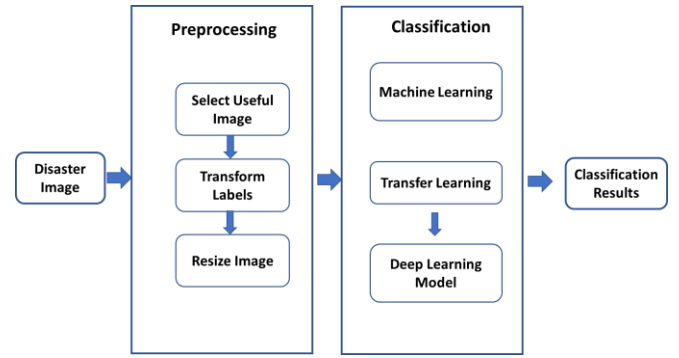 Disaster
Image
Preprocessing
Select Useful
Image
Transform
Labels
Resize Image
Classification
Machine Learning
Transfer Learning
Deep Learning
Model
Classification
Results